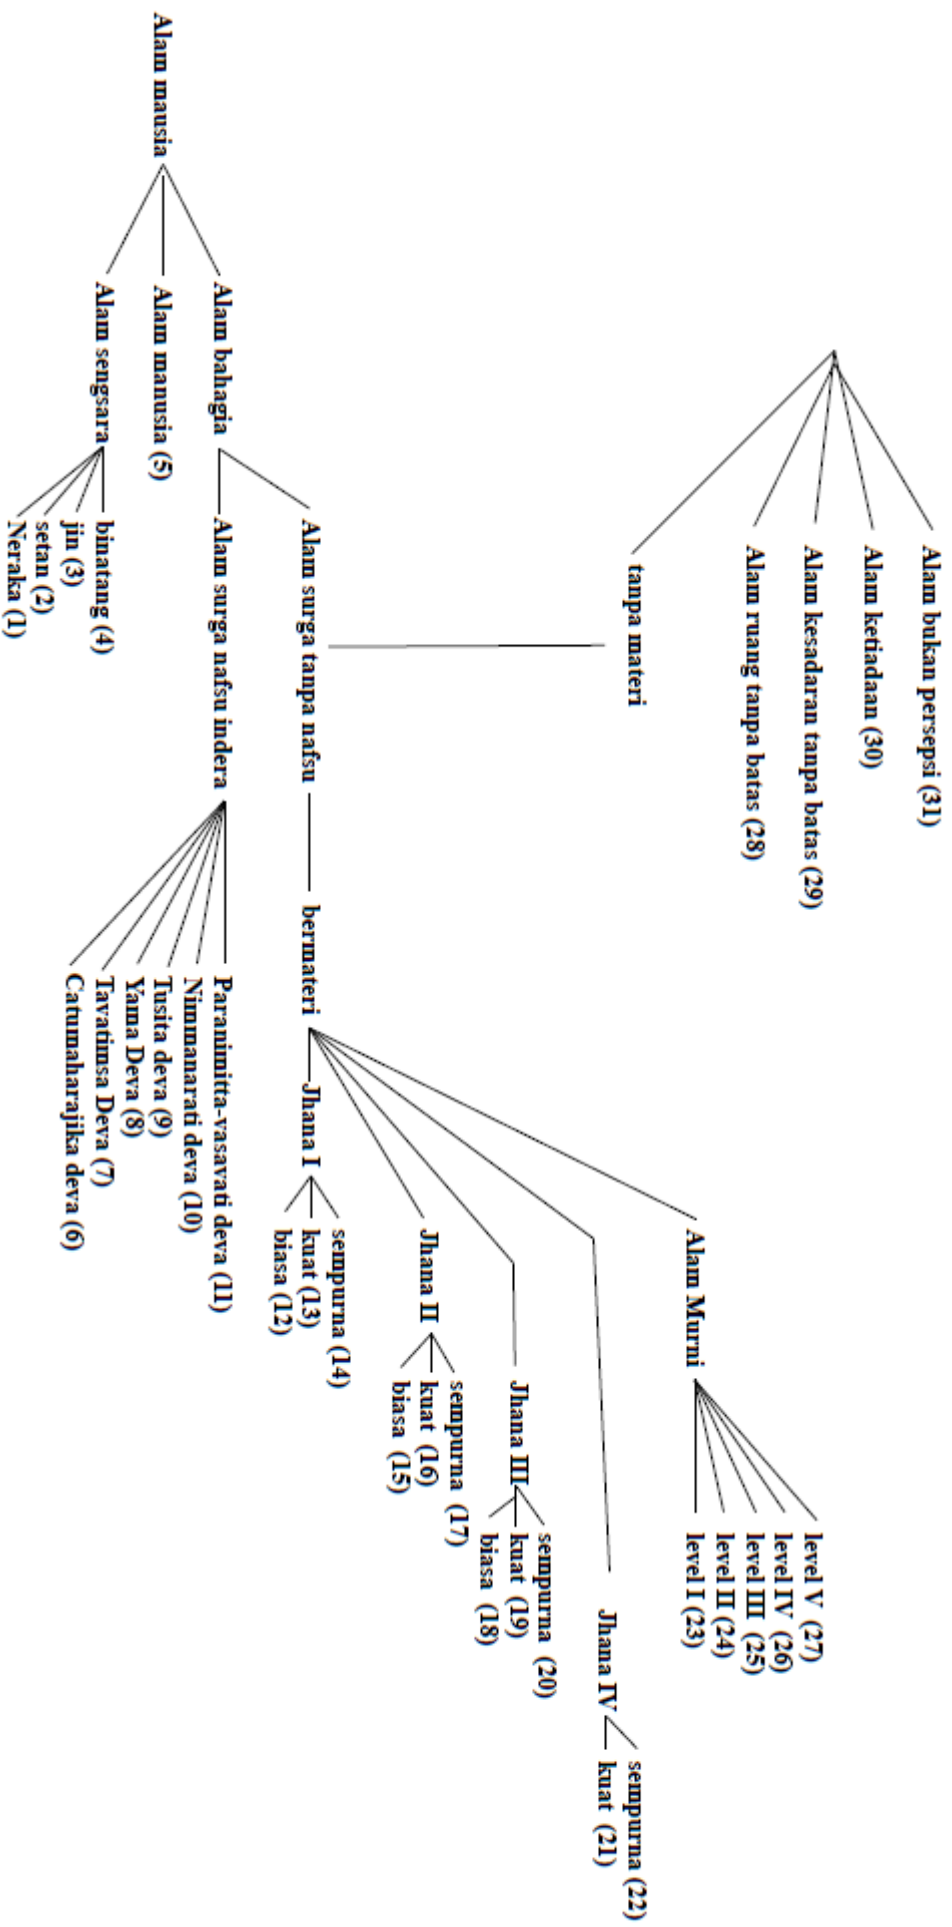 Alam bukan persepsi (31)
Alam ketiadaan (30)
Alam kesadaran tanpa batas (29)
Alam ruang tanpa batas (28)
tanpa materi
level V (27)
level IV (26)
level III (25)
level II (24)
level I (23)
Alam Murni
sempurna (22)
kuat (21)
Jhana IV
sempurna (20)
kuat (19)
biasa (18)
Jhana III
sempurna (17)
kuat (16)
biasa (15)
Jhana II
sempurna (14)
kuat (13)
biasa (12)
Jhana I
bermateri
Alam surga tanpa nafsu
Alam bahagia
Alam surga nafsu indera
Paranimitta-vasavati deva (11)
Nimmanarati deva (10)
Tusita deva (9)
Yama Deva (8)
Tavatimsa Deva (7)
Catumaharajika deva (6)
Alam mausia
Alam manusia (5)
Alam sengsara
binatang (4)
jin (3)
setan (2)
Neraka (1)